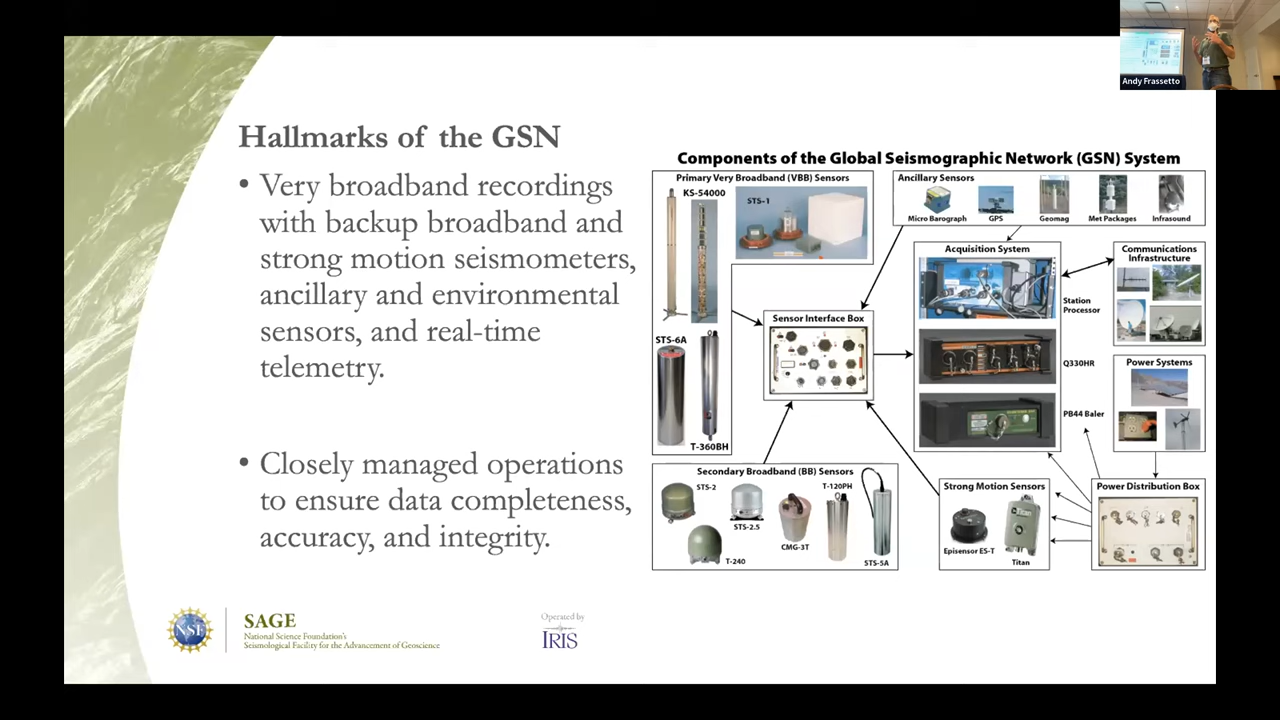 Andy Frassetto
Hallmarks of the GSN
• Very broadband recordings
with backup broadband and
strong motion seismometers,
ancillary and environmental
sensors, and real-time
telemetry.
• Closely managed operations
to ensure data completeness,
accuracy, and integrity.
Components of the Global Seismographic Network (GSN) System
Primary Very Broadband (VBB) Sensors
KS-54000
STS-1
STS-6A
T-360BH
Ancillary Sensors
Micro Barograph
GPS
Geomag
Met Packages
Infrasound
Sensor Interface Box
Acquisition System
Station
Processor
Q330HR
PB44 Baler
Communications
Infrastructure
Power Systems
Secondary Broadband (BB) Sensors
STS-2
STS-2.5
T-240
CMG-3T
T-120PH
STS-5A
Strong Motion Sensors
Episensor ES-T
Titan
Titan
Power Distribution Box
NSF
SAGE
National Science Foundation's
Seismological Facility for the Advancement of Geoscience
Operated by
IRIS